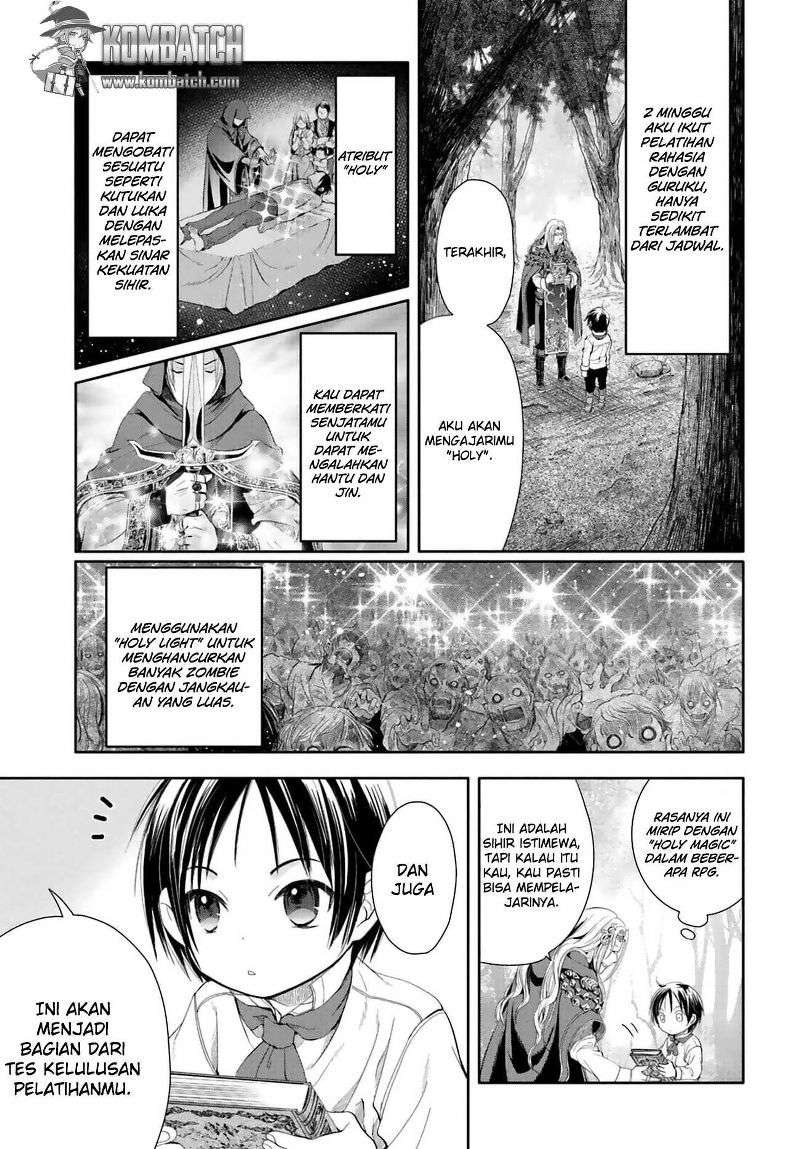 KOMBATCH
www.kombatch.com
2 MINGGU
AKU IKUT
PELATIHAN
RAHASIA
DENGAN
GURUKU,
HANYA
SEDIKIT
TERLAMBAT
DARI JADWAL.
TERAKHIR,
AKU AKAN
MENGAJARIMU
"HOLY".
ATRIBUT
"HOLY"
DAPAT
MENGOBATI
SESUATU
SEPERTI
KUTUKAN
DAN LUKA
DENGAN
MELEPAS-
KAN SINAR
KEKUATAN
SIHIR.
KAU DAPAT
MEMBERKATI
SENJATAMU
UNTUK
DAPAT ME-
NGALAHKAN
HANTU DAN
JIN.
MENGGUNAKAN
"HOLY LIGHT" UNTUK
MENGHANCURKAN
BANYAK ZOMBIE
DENGAN JANGKAU-
AN YANG LUAS.
RASANYA INI
MIRIP DENGAN
"HOLY MAGIC"
DALAM BEBER-
APA RPG.
INI ADALAH
SIHIR ISTIMEWA,
TAPI KALAU ITU
KAU, KAU PASTI
BISA MEMPELA-
JARINYA.
DAN
JUGA
INI AKAN
MENJADI
BAGIAN DARI
TES KELULUSAN
PELATIHANMU.